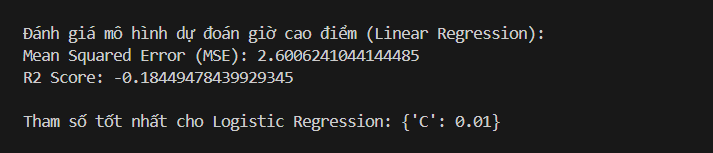 Đánh giá mô hình dự đoán giờ cao điểm (Linear Regression):
Mean Squared Error (MSE): 2.6006241044144485
R2 Score: -0.18449478439929345
Tham số tốt nhất cho Logistic Regression: {'C': 0.01}